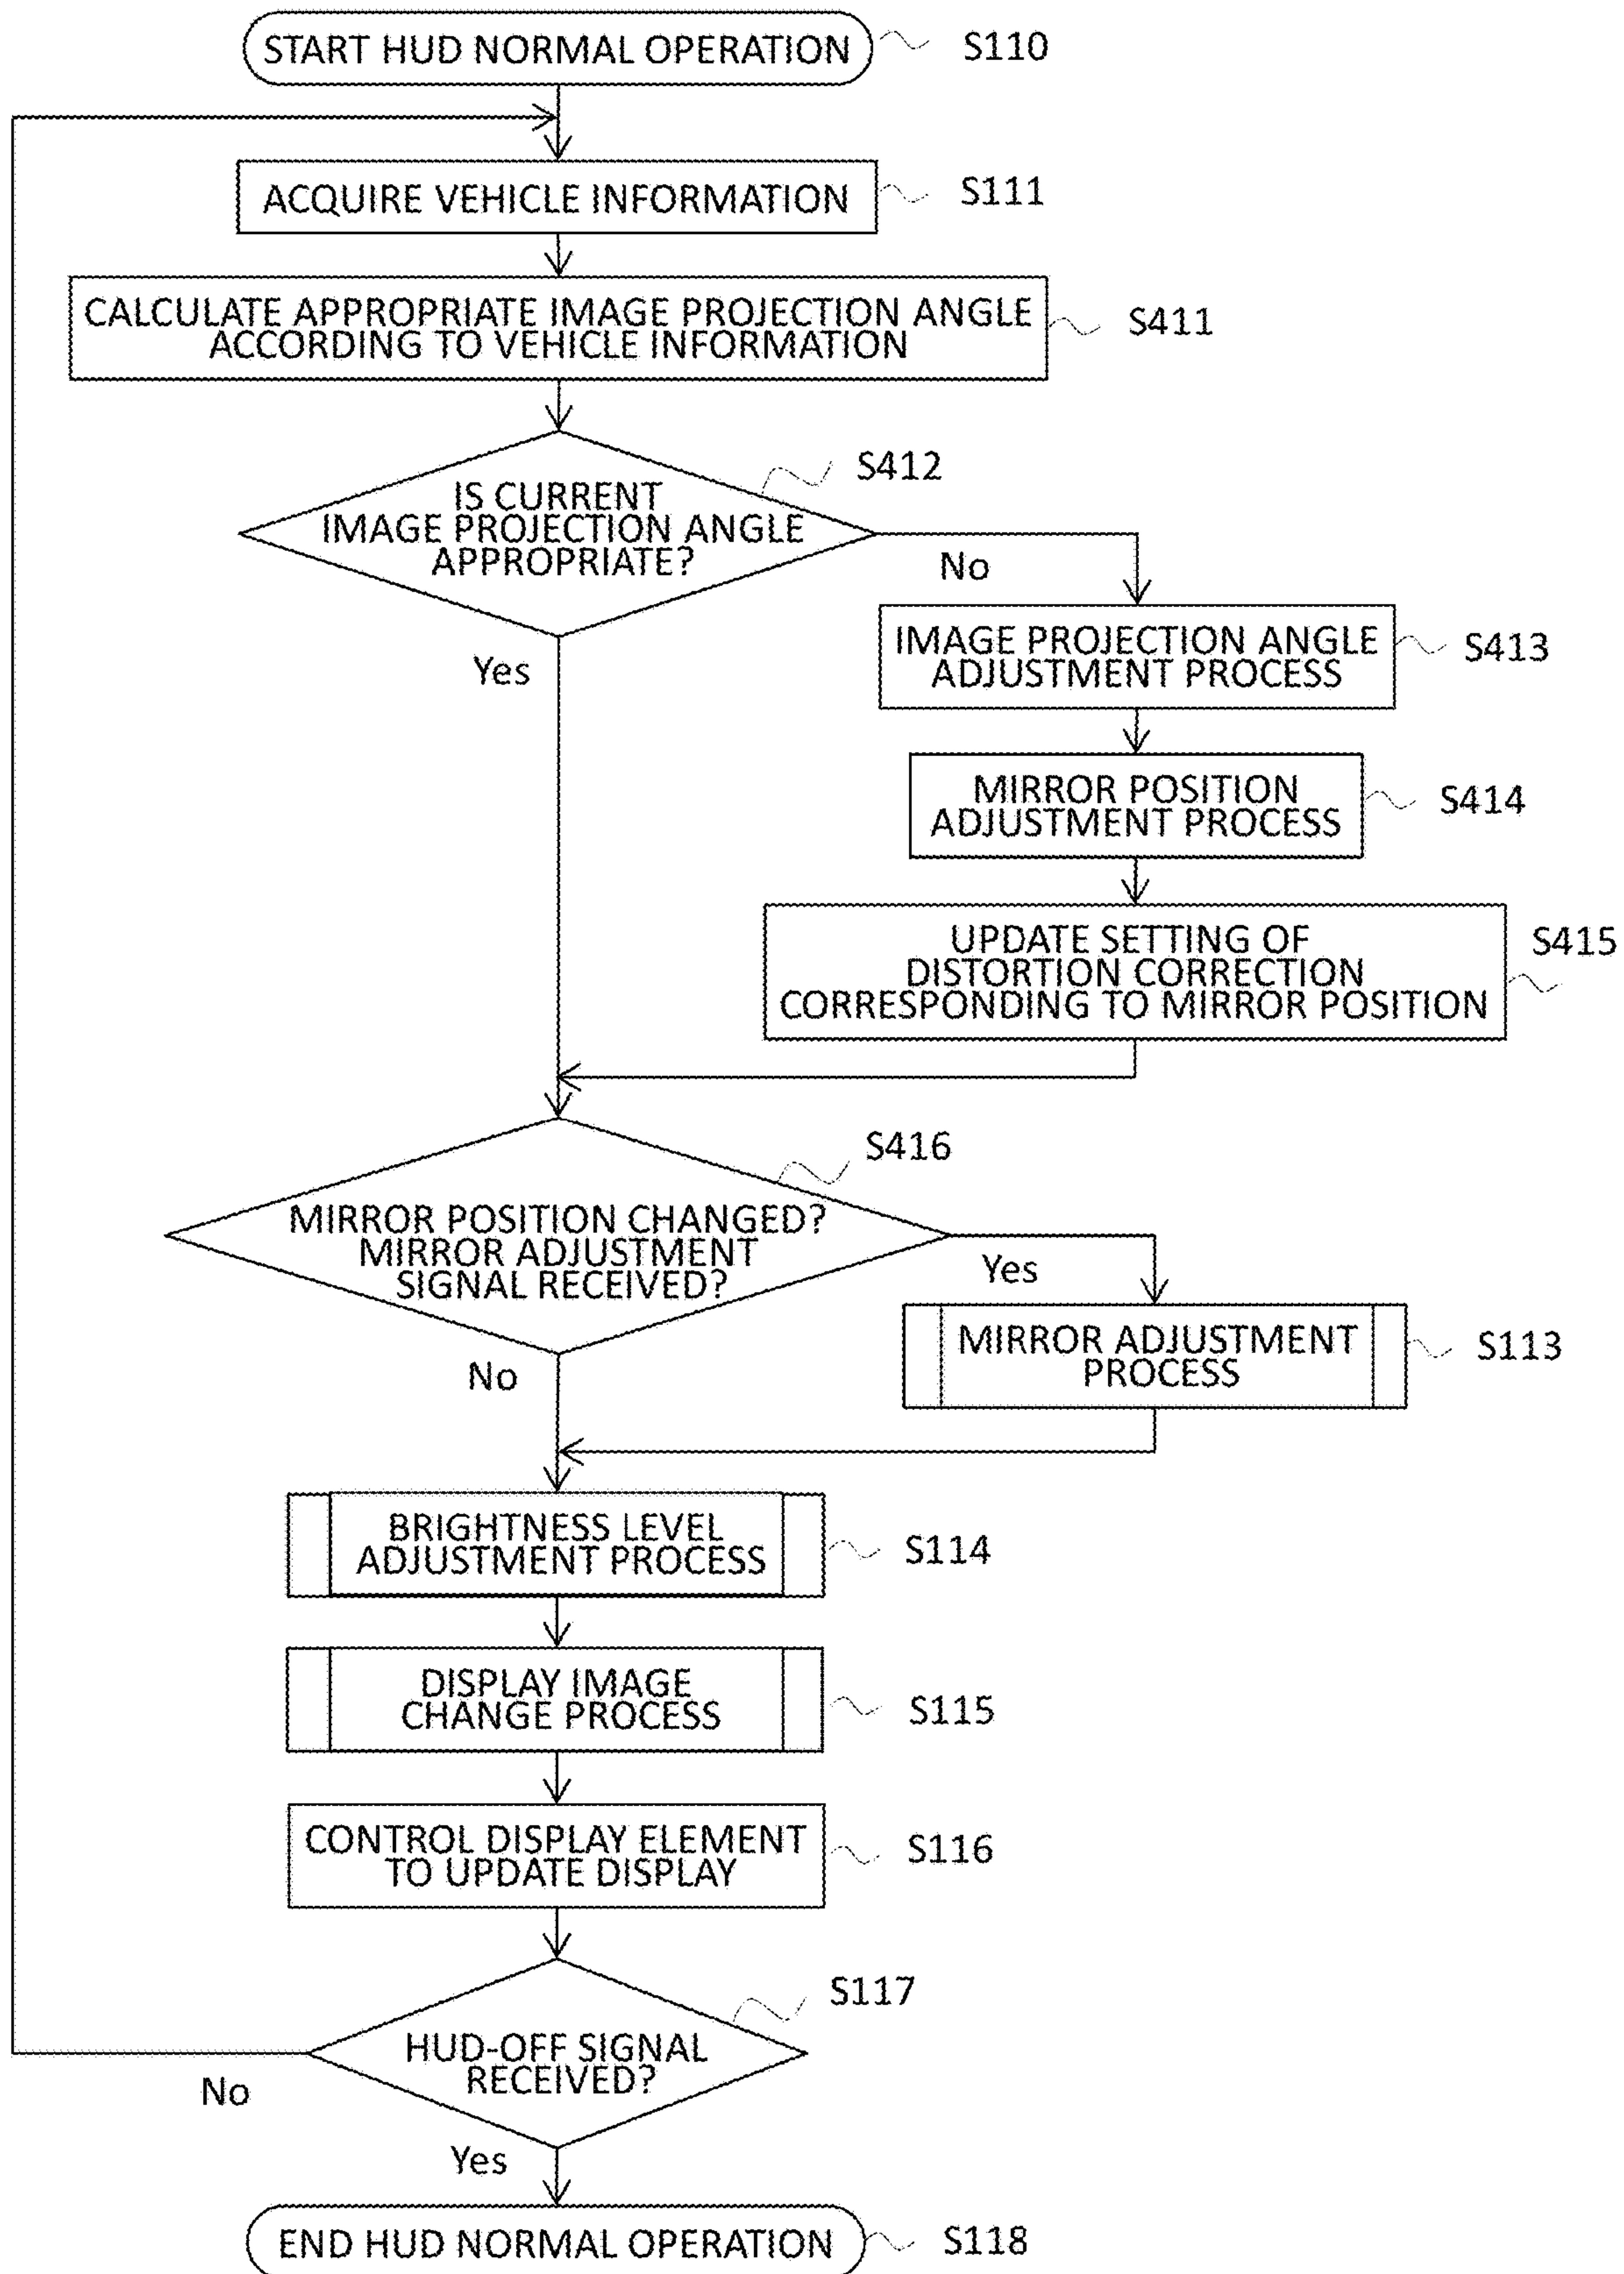 START HUD NORMAL OPERATION
S110
ACQUIRE VEHICLE INFORMATION
S111
CALCULATE APPROPRIATE IMAGE PROJECTION ANGLE
ACCORDING TO VEHICLE INFORMATION
S411
S412
IS CURRENT
IMAGE PROJECTION ANGLE
APPROPRIATE?
No
Yes
IMAGE PROJECTION ANGLE
ADJUSTMENT PROCESS
S413
MIRROR POSITION
ADJUSTMENT PROCESS
S414
UPDATE SETTING OF
DISTORTION CORRECTION
CORRESPONDING TO MIRROR POSITION
S415
S416
MIRROR POSITION CHANGED?
MIRROR ADJUSTMENT
SIGNAL RECEIVED?
Yes
No
MIRROR ADJUSTMENT
PROCESS
S113
BRIGHTNESS LEVEL
ADJUSTMENT PROCESS
S114
DISPLAY IMAGE
CHANGE PROCESS
S115
CONTROL DISPLAY ELEMENT
TO UPDATE DISPLAY
S116
S117
HUD-OFF SIGNAL
RECEIVED?
No
Yes
END HUD NORMAL OPERATION
S118